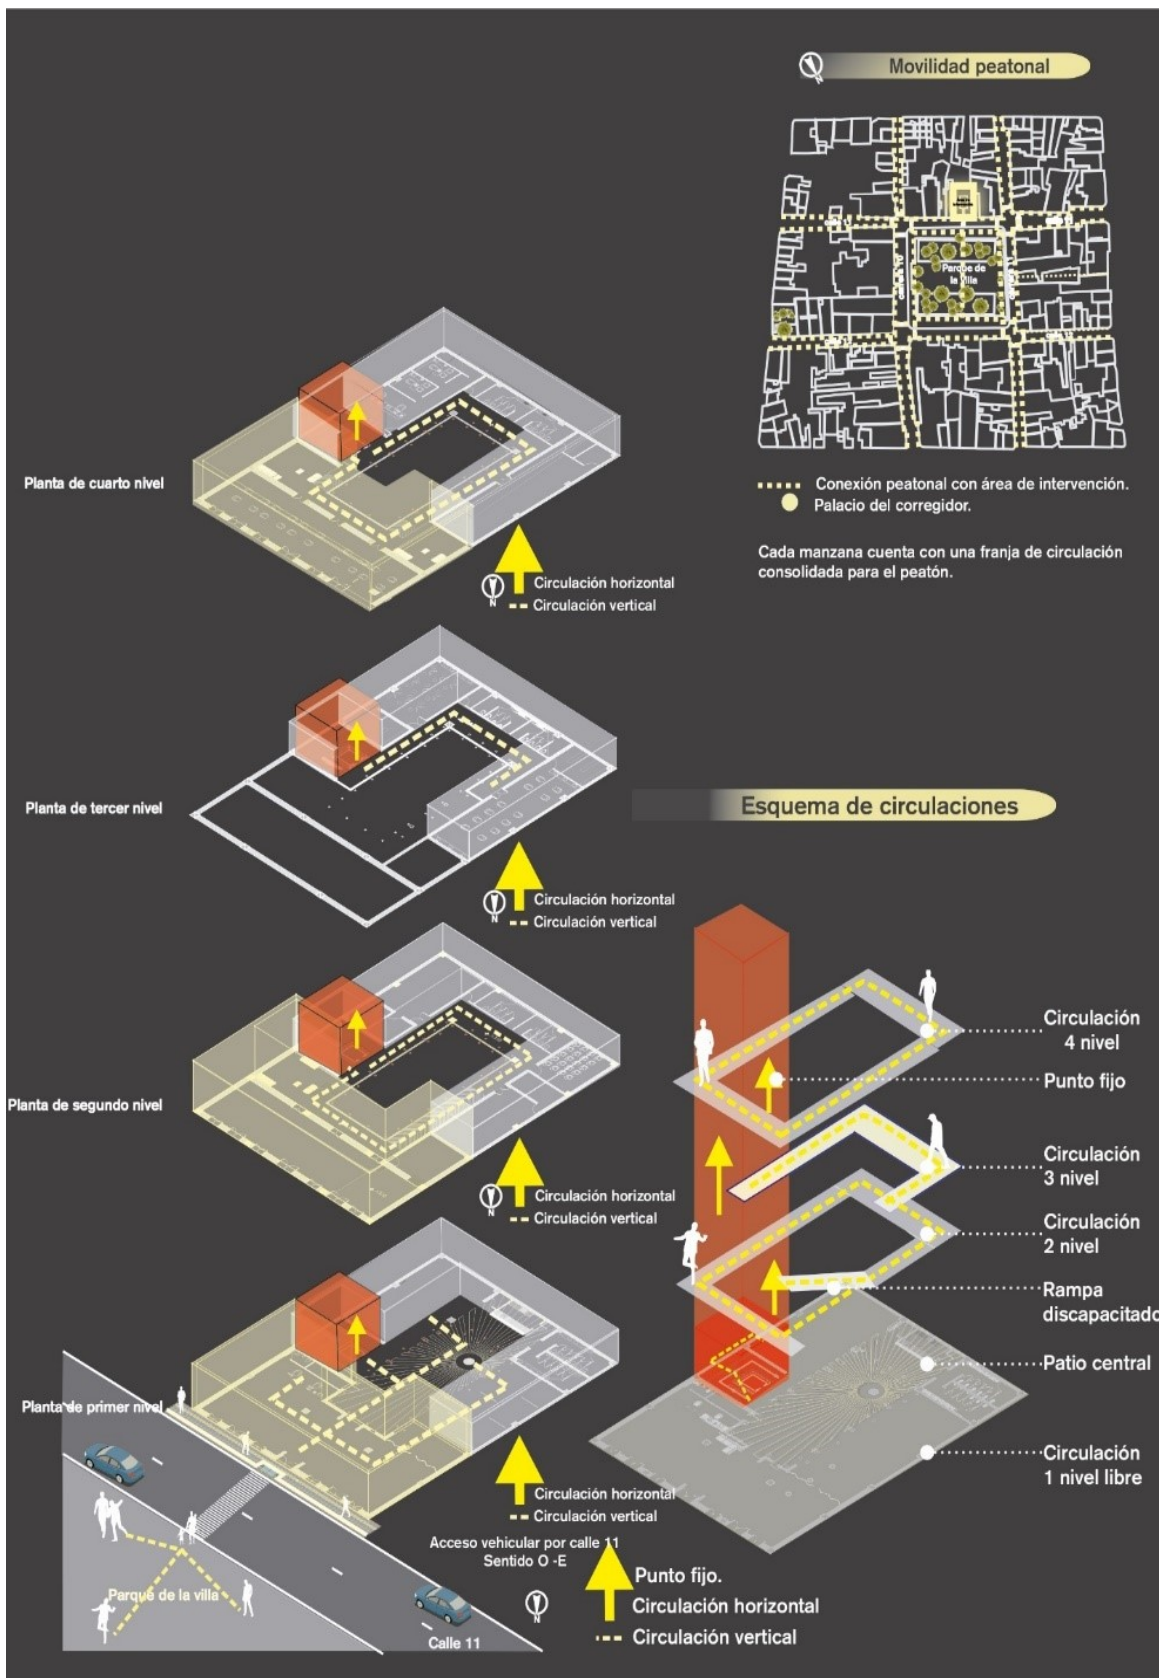 Movilidad peatonal
Parque de
la villa
Conexión peatonal con área de intervención.
Palacio del corregidor.
Cada manzana cuenta con una franja de circulación
consolidada para el peatón.
Planta de cuarto nivel
Circulación horizontal
Circulación vertical
N
Planta de tercer nivel
Circulación horizontal
Circulación vertical
N
Esquema de circulaciones
Planta de segundo nivel
Circulación horizontal
Circulación vertical
N
Circulación
4 nivel
Punto fijo
Circulación
3 nivel
Circulación
2 nivel
Rampa
discapacitado
Patio central
Circulación
1 nivel libre
Planta de primer nivel
Circulación horizontal
Circulación vertical
Acceso vehicular por calle 11
Sentido O -E
N
Parque de la villa
Calle 11
Punto fijo.
Circulación horizontal
Circulación vertical